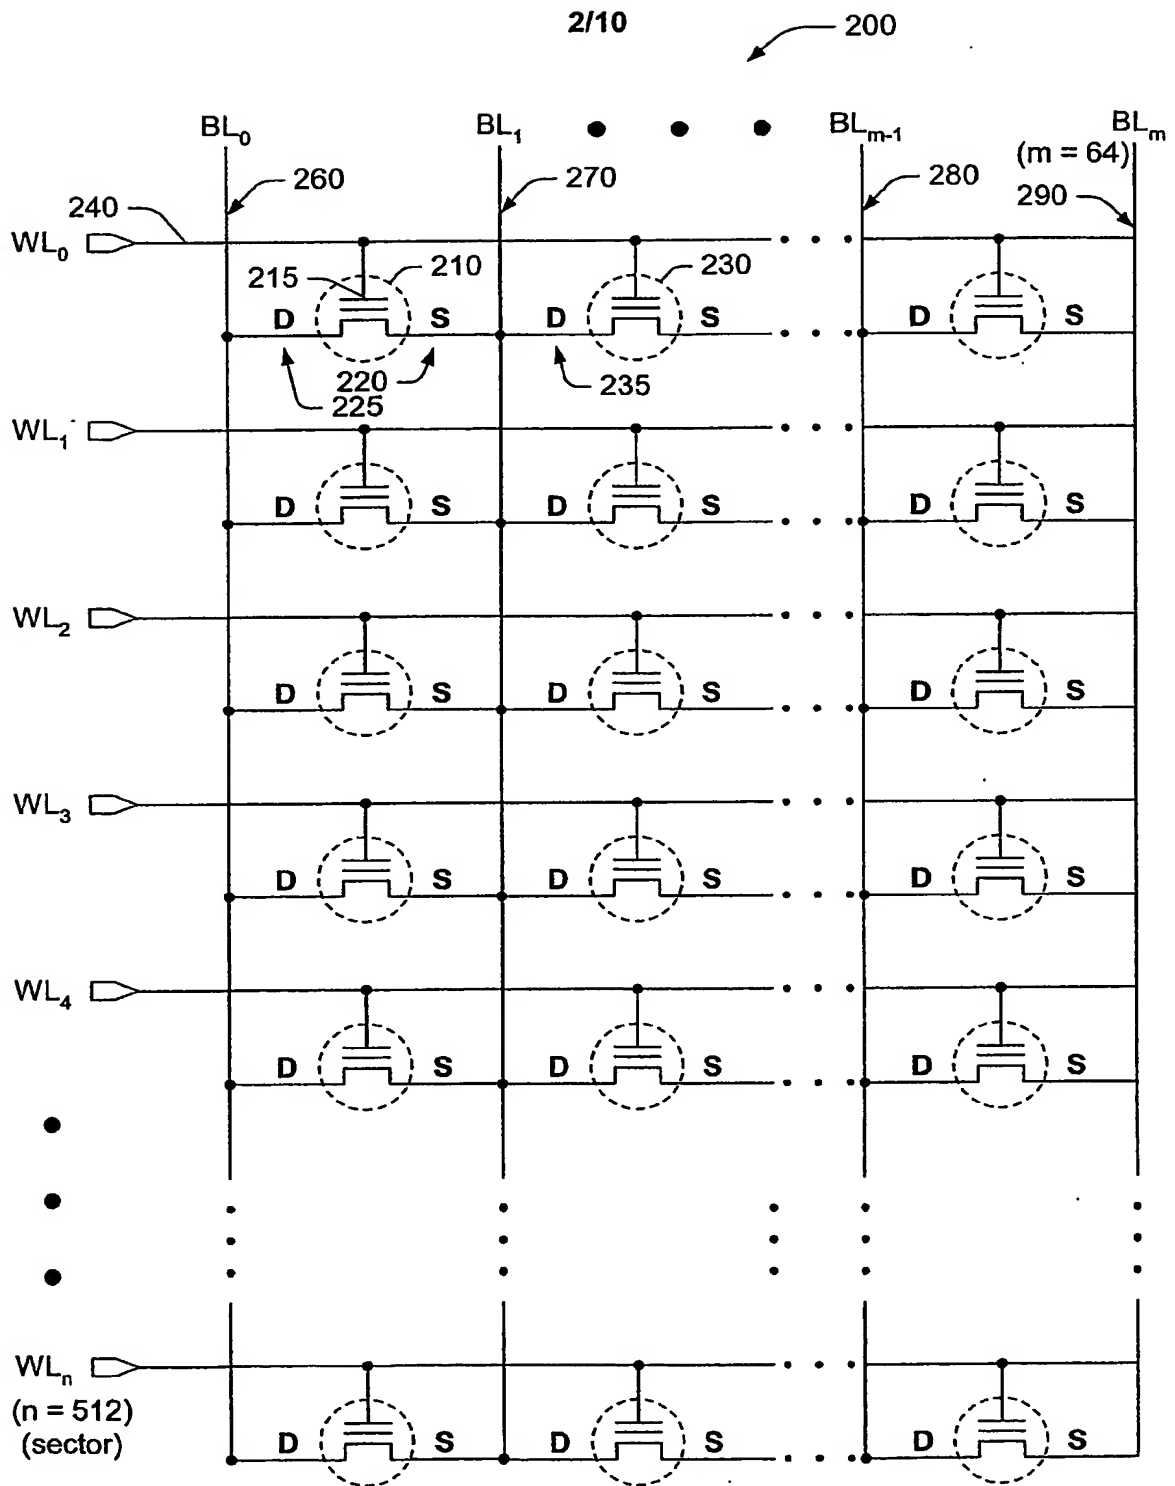 2/10
200
BL0 BL1 BLm-1 BLm
(m = 64)
260 270 280 290
240
WL0
215 210 230
D S D S D S
220 235
225
WL1
D S D S D S
WL2
D S D S D S
WL3
D S D S D S
WL4
D S D S D S
WLn
(n = 512)
(sector)
D S D S D S